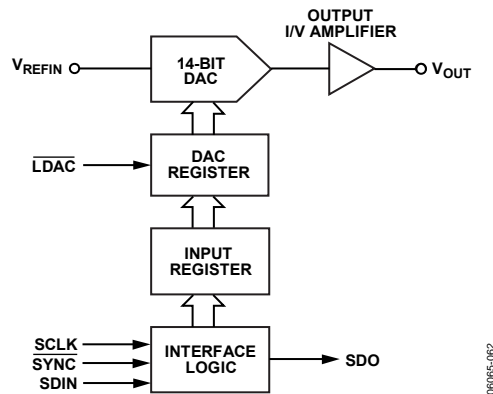 OUTPUT
I/V AMPLIFIER
VREFIN
14-BIT
DAC
VOUT
LDAC
DAC
REGISTER
INPUT
REGISTER
SCLK
SYNC
SDIN
INTERFACE
LOGIC
SDO
06065-062